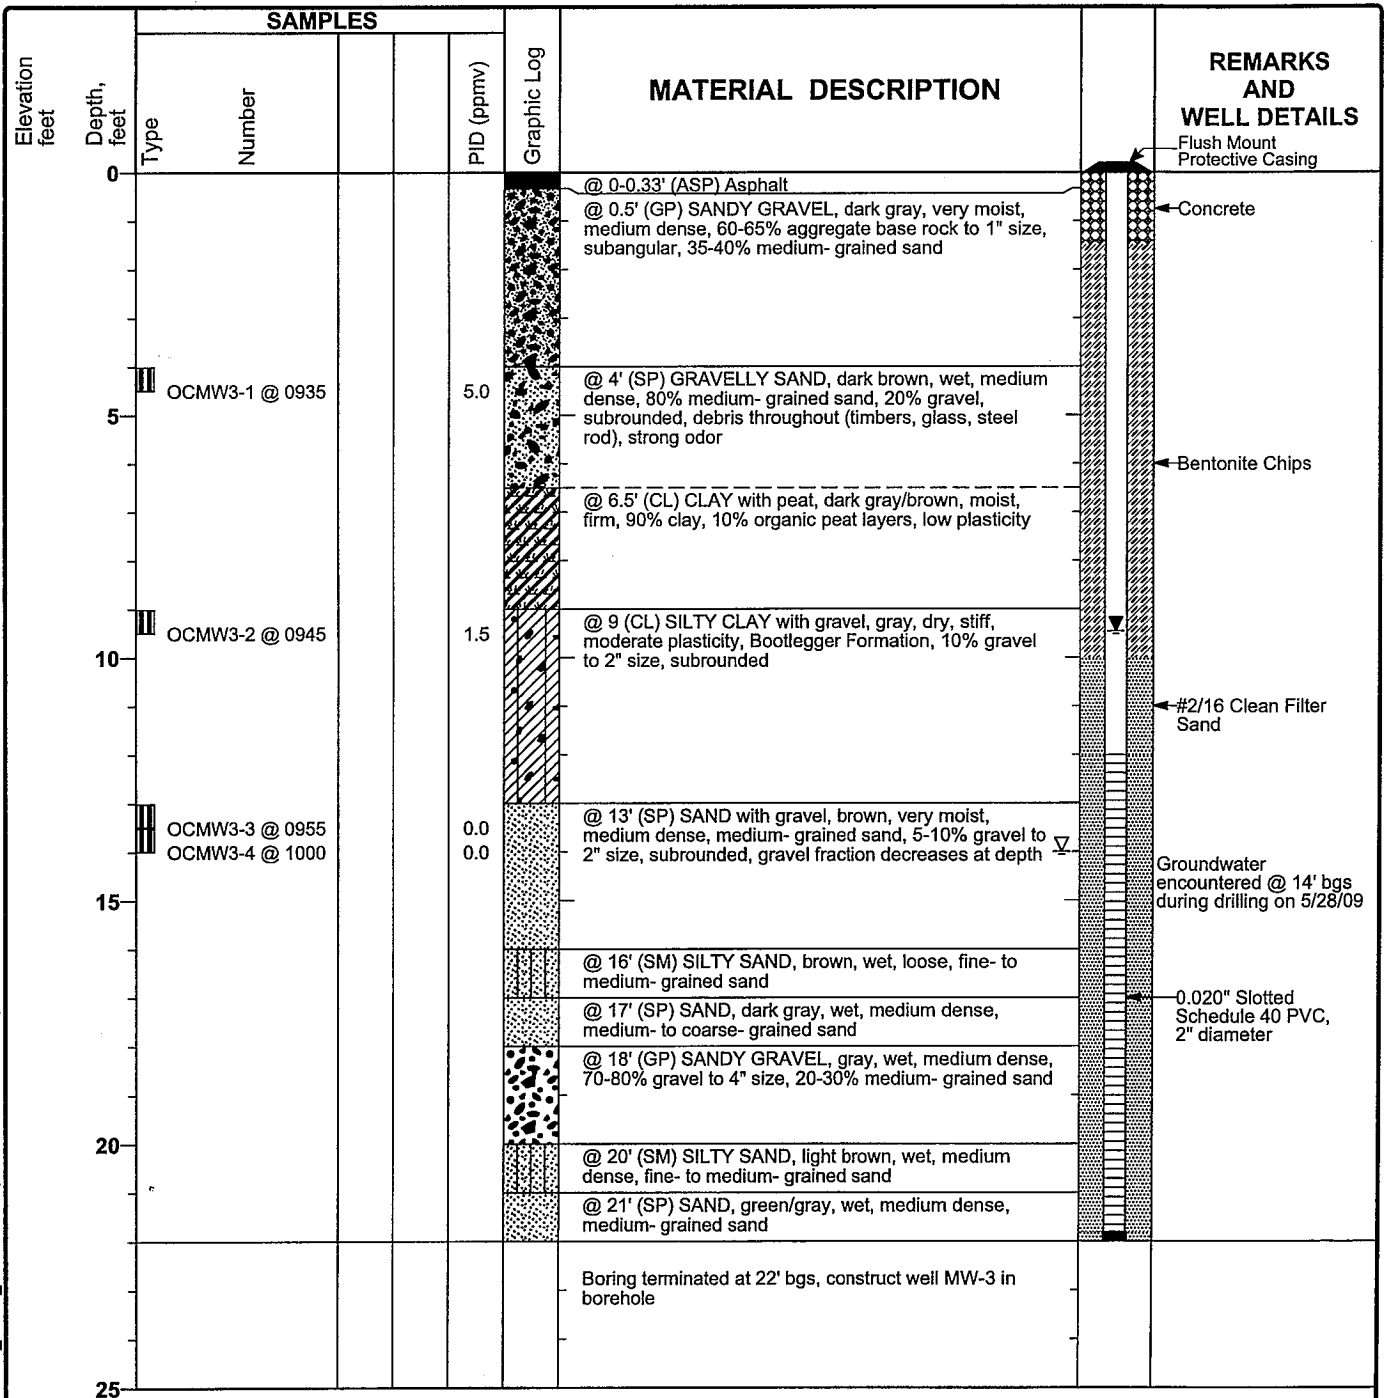 SAMPLES
Elevation
feet
Depth,
feet
Type
Number
PID (ppmv)
Graphic Log
MATERIAL DESCRIPTION
REMARKS
AND
WELL DETAILS
Flush Mount
Protective Casing
0
@ 0-0.33' (ASP) Asphalt
@ 0.5' (GP) SANDY GRAVEL, dark gray, very moist,
medium dense, 60-65% aggregate base rock to 1" size,
subangular, 35-40% medium- grained sand
Concrete
OCMW3-1 @ 0935
5.0
@ 4' (SP) GRAVELLY SAND, dark brown, wet, medium
dense, 80% medium- grained sand, 20% gravel,
subrounded, debris throughout (timbers, glass, steel
rod), strong odor
5
Bentonite Chips
@ 6.5' (CL) CLAY with peat, dark gray/brown, moist,
firm, 90% clay, 10% organic peat layers, low plasticity
OCMW3-2 @ 0945
1.5
@ 9 (CL) SILTY CLAY with gravel, gray, dry, stiff,
moderate plasticity, Bootlegger Formation, 10% gravel
to 2" size, subrounded
10
#2/16 Clean Filter
Sand
OCMW3-3 @ 0955
0.0
OCMW3-4 @ 1000
0.0
@ 13' (SP) SAND with gravel, brown, very moist,
medium dense, medium- grained sand, 5-10% gravel to
2" size, subrounded, gravel fraction decreases at depth
Groundwater
encountered @ 14' bgs
during drilling on 5/28/09
15
@ 16' (SM) SILTY SAND, brown, wet, loose, fine- to
medium- grained sand
@ 17' (SP) SAND, dark gray, wet, medium dense,
medium- to coarse- grained sand
0.020" Slotted
Schedule 40 PVC,
2" diameter
@ 18' (GP) SANDY GRAVEL, gray, wet, medium dense,
70-80% gravel to 4" size, 20-30% medium- grained sand
20
@ 20' (SM) SILTY SAND, light brown, wet, medium
dense, fine- to medium- grained sand
@ 21' (SP) SAND, green/gray, wet, medium dense,
medium- grained sand
Boring terminated at 22' bgs, construct well MW-3 in
borehole
25